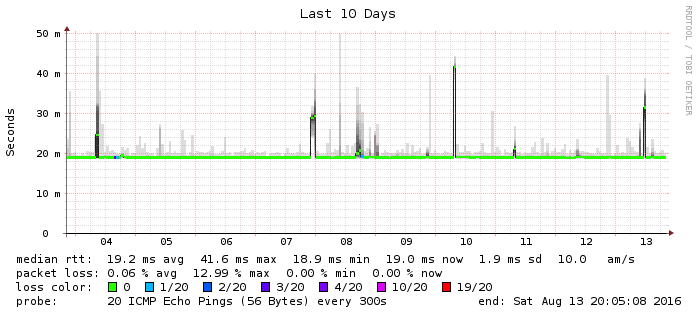 Last 10 Days
RRDTOOL / TOBI OETIKER
Seconds
50 m
40 m
30 m
20 m
10 m
0
04 05 06 07 08 09 10 11 12 13
median rtt: 19.2 ms avg 41.6 ms max 18.9 ms min 19.0 ms now 1.9 ms sd 10.0 am/s
packet loss: 0.06 % avg 12.99 % max 0.00 % min 0.00 % now
loss color: 0 1/20 2/20 3/20 4/20 10/20 19/20
probe: 20 ICMP Echo Pings (56 Bytes) every 300s end: Sat Aug 13 20:05:08 2016